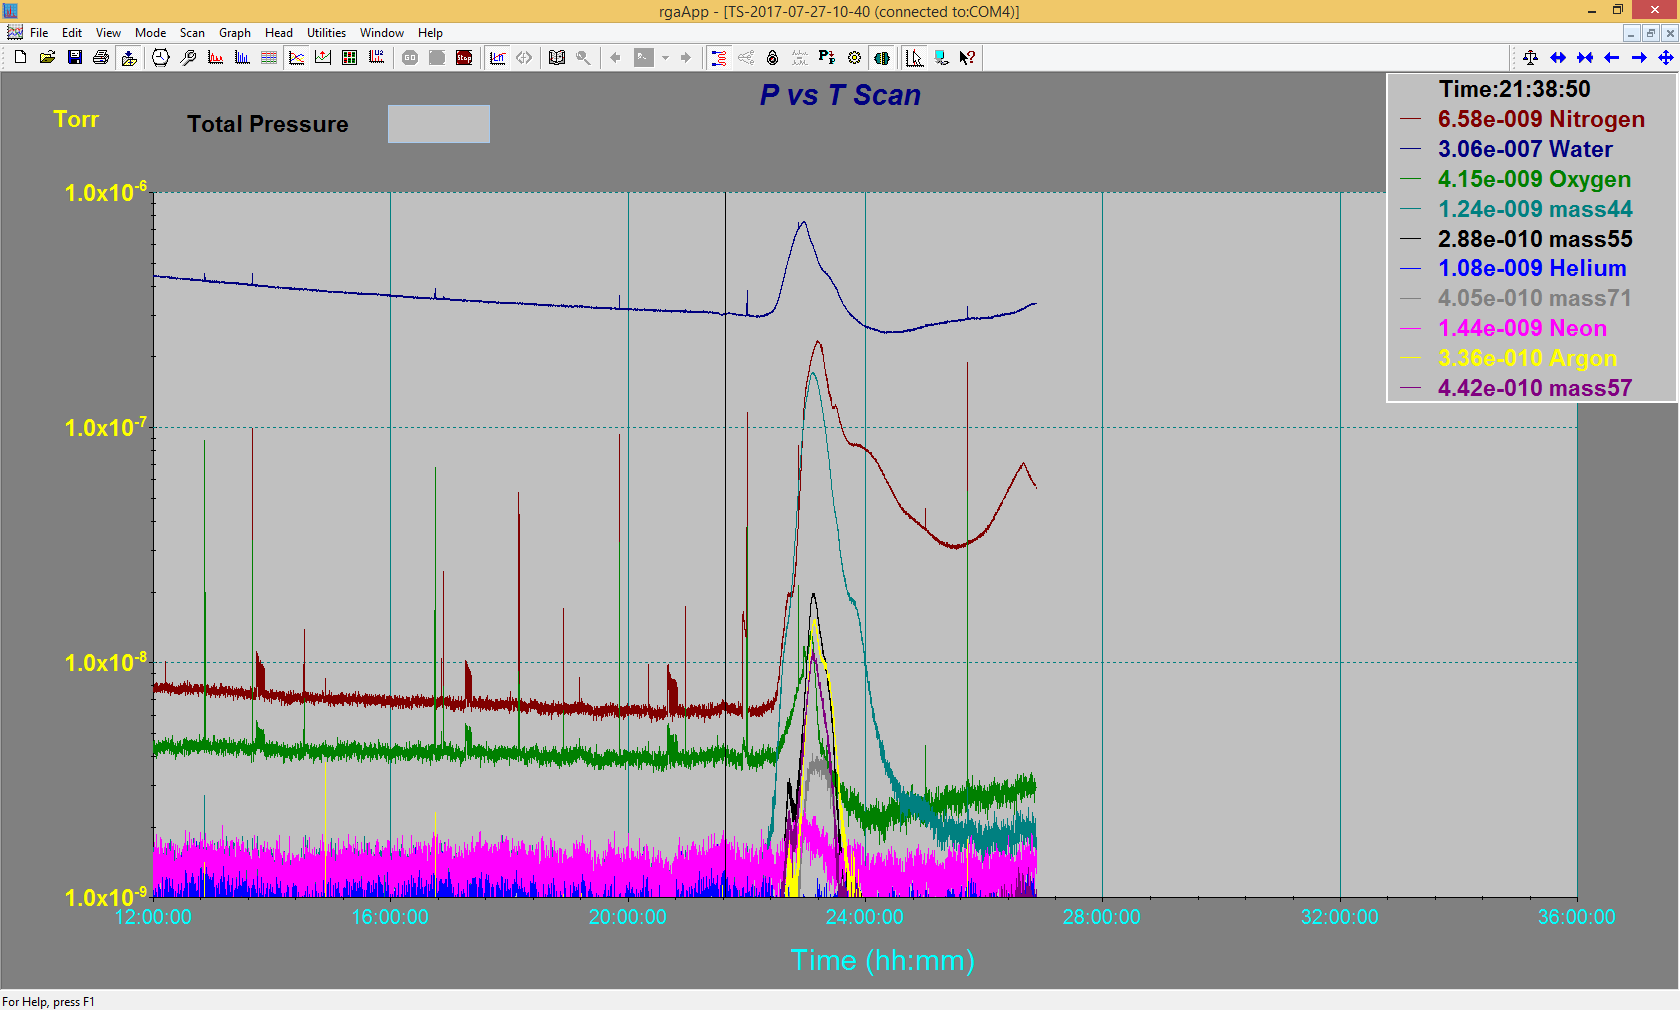 rgaApp - [TS-2017-07-27-10-40 (connected to:COM4)]
File Edit View Mode Scan Graph Head Utilities Window Help
GO Stop
P vs T Scan
Torr
Total Pressure
Time:21:38:50
6.58e-009 Nitrogen
3.06e-007 Water
4.15e-009 Oxygen
1.24e-009 mass44
2.88e-010 mass55
1.08e-009 Helium
4.05e-010 mass71
1.44e-009 Neon
3.36e-010 Argon
4.42e-010 mass57
1.0x10-6
1.0x10-7
1.0x10-8
1.0x10-9
12:00:00 16:00:00 20:00:00 24:00:00 28:00:00 32:00:00 36:00:00
Time (hh:mm)
For Help, press F1